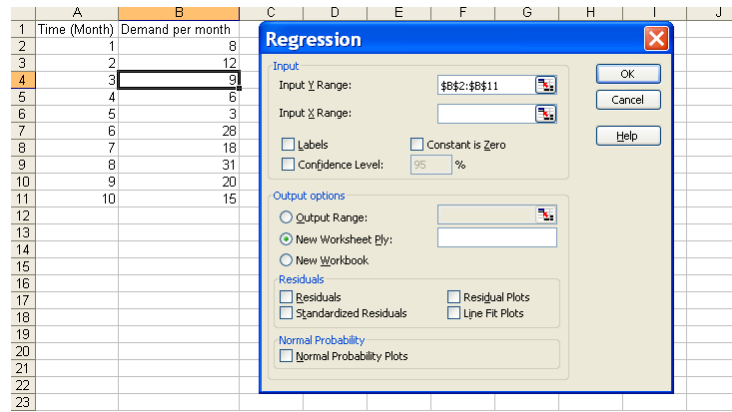 A B C D E F G H I J
1 Time (Month) Demand per month
2 1 8
3 2 12
4 3 9
5 4 6
6 5 3
7 6 28
8 7 18
9 8 31
10 9 20
11 10 15
12
13
14
15
16
17
18
19
20
21
22
23
Regression
Input
Input Y Range: $B$2:$B$11
Input X Range:
Labels Constant is Zero
Confidence Level: 95 %
OK
Cancel
Help
Output options
Output Range:
New Worksheet Ply:
New Workbook
Residuals
Residuals Residual Plots
Standardized Residuals Line Fit Plots
Normal Probability
Normal Probability Plots